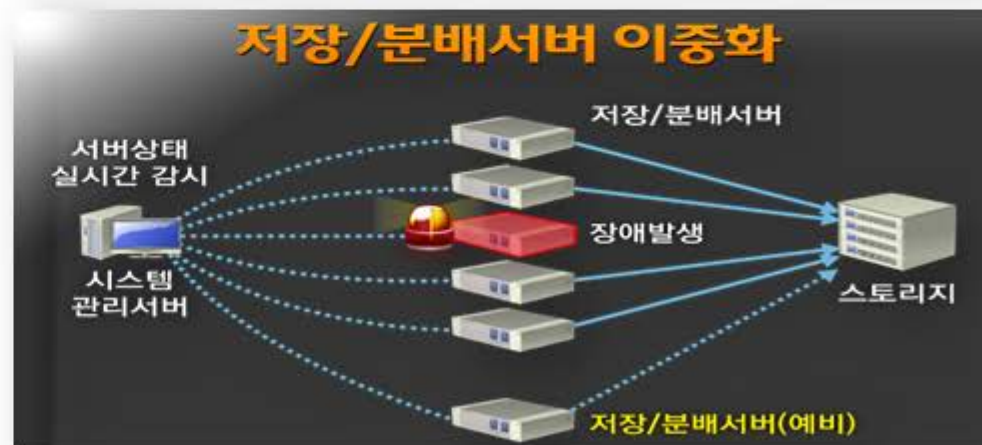 저장/분배서버 이중화
저장/분배서버
서버상태
실시간 감시
장애발생
시스템
관리서버
스토리지
저장/분배서버(예비)